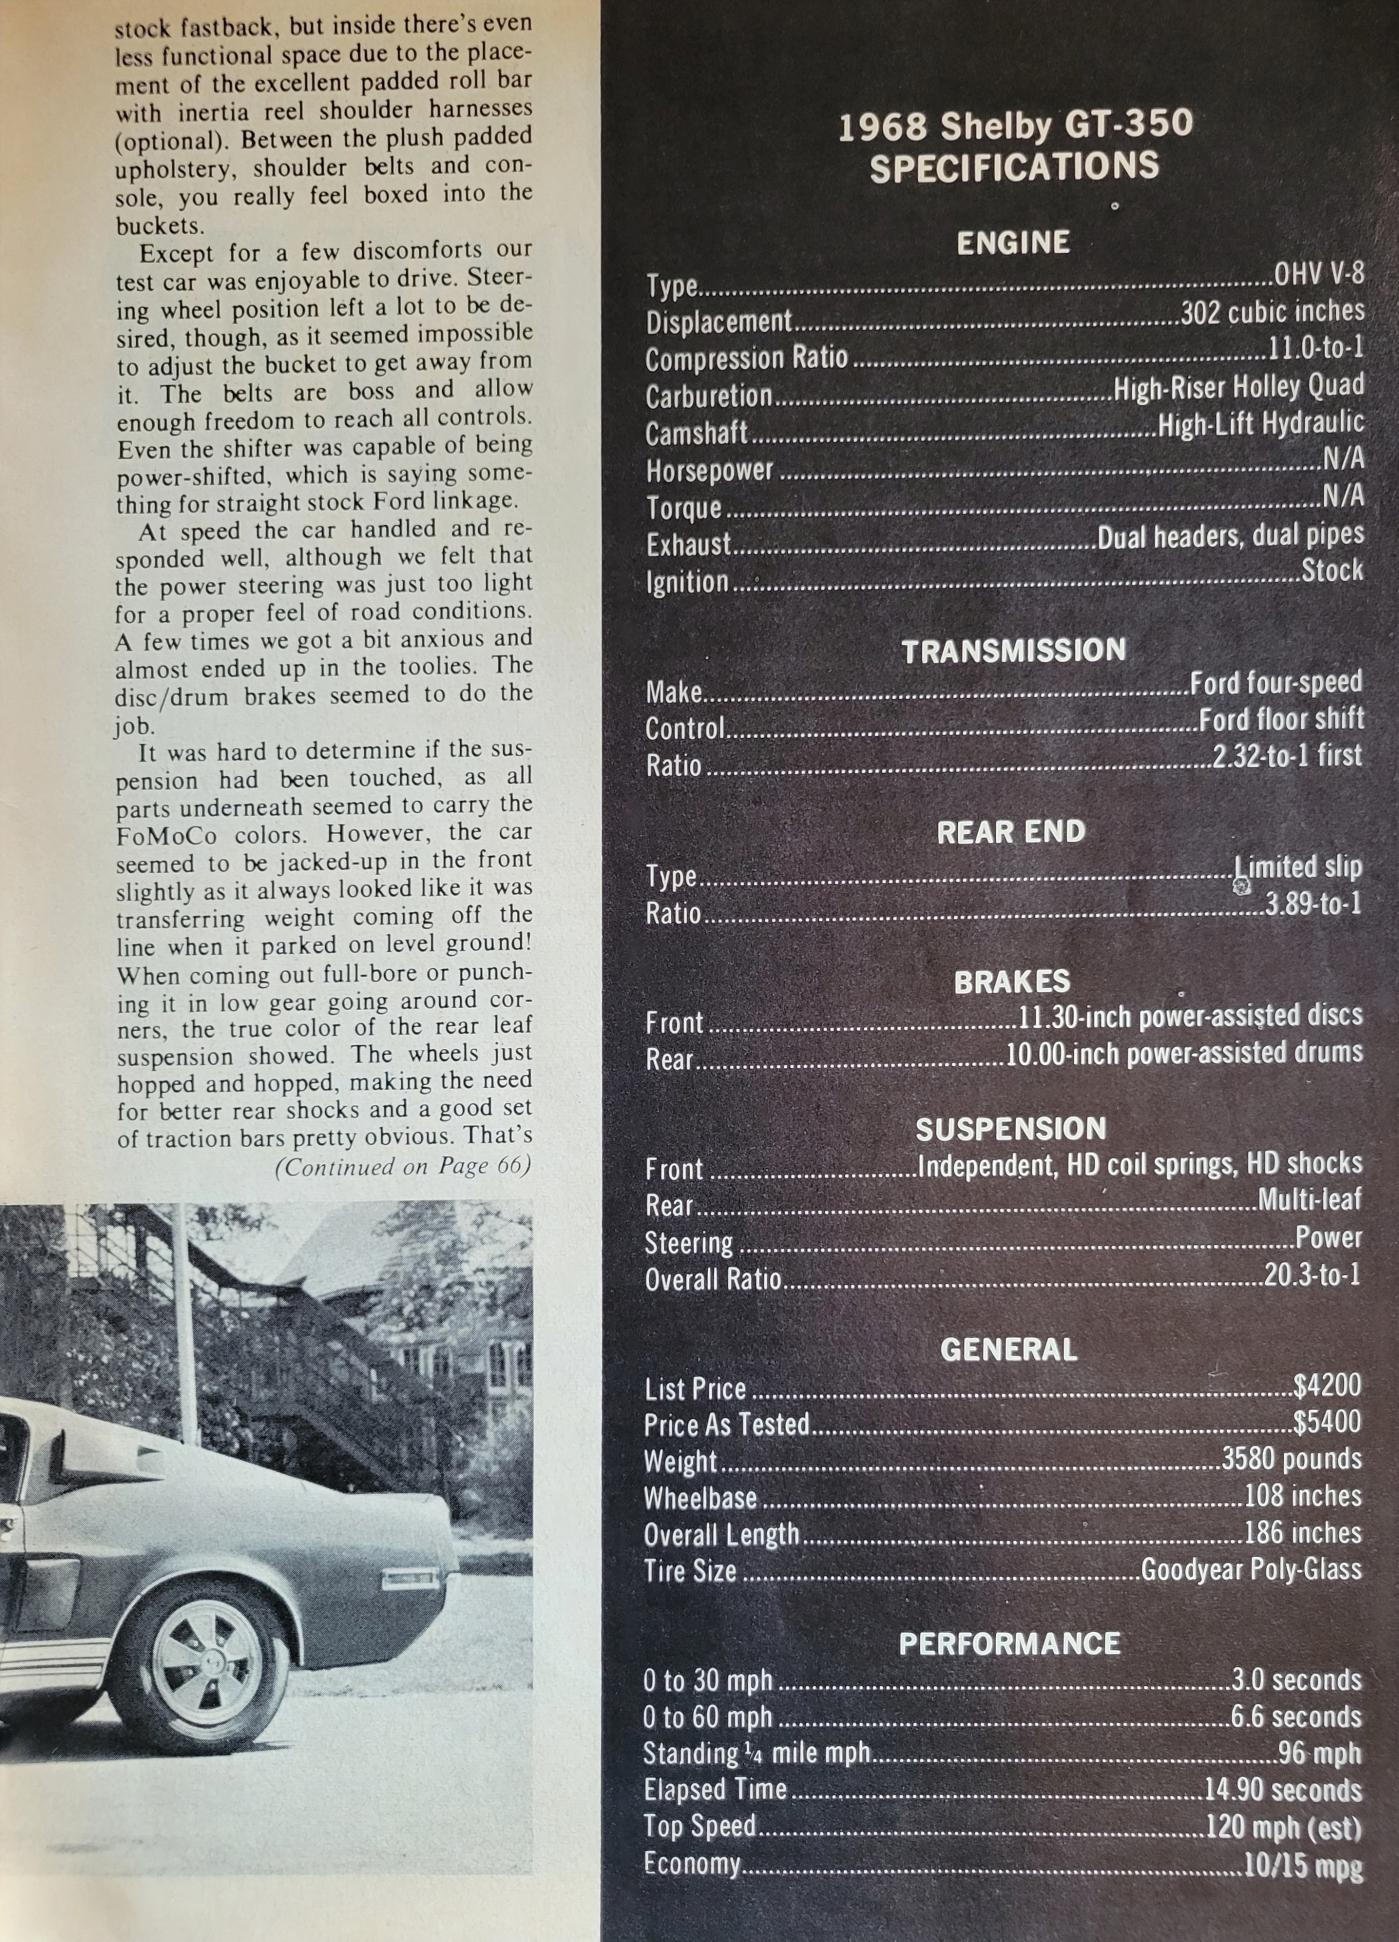 stock fastback, but inside there's even
less functional space due to the place-
ment of the excellent padded roll bar
with inertia reel shoulder harnesses
(optional). Between the plush padded
upholstery, shoulder belts and con-
sole, you really feel boxed into the
buckets.
Except for a few discomforts our
test car was enjoyable to drive. Steer-
ing wheel position left a lot to be de-
sired, though, as it seemed impossible
to adjust the bucket to get away from
it. The belts are boss and allow
enough freedom to reach all controls.
Even the shifter was capable of being
power-shifted, which is saying some-
thing for straight stock Ford linkage.
At speed the car handled and re-
sponded well, although we felt that
the power steering was just too light
for a proper feel of road conditions.
A few times we got a bit anxious and
almost ended up in the toolies. The
disc/drum brakes seemed to do the
job.
It was hard to determine if the sus-
pension had been touched, as all
parts underneath seemed to carry the
FoMoCo colors. However, the car
seemed to be jacked-up in the front
slightly as it always looked like it was
transferring weight coming off the
line when it parked on level ground!
When coming out full-bore or punch-
ing it in low gear going around cor-
ners, the true color of the rear leaf
suspension showed. The wheels just
hopped and hopped, making the need
for better rear shocks and a good set
of traction bars pretty obvious. That's
(Continued on Page 66)
1968 Shelby GT-350
SPECIFICATIONS
ENGINE
Type....................OHV V-8
Displacement....................302 cubic inches
Compression Ratio....................11.0-to-1
Carburetion....................High-Riser Holley Quad
Camshaft....................High-Lift Hydraulic
Horsepower....................N/A
Torque....................N/A
Exhaust....................Dual headers, dual pipes
Ignition....................Stock
TRANSMISSION
Make....................Ford four-speed
Control....................Ford floor shift
Ratio....................2.32-to-1 first
REAR END
Type....................Limited slip
Ratio....................3.89-to-1
BRAKES
Front....................11.30-inch power-assisted discs
Rear....................10.00-inch power-assisted drums
SUSPENSION
Front....................Independent, HD coil springs, HD shocks
Rear....................Multi-leaf
Steering....................Power
Overall Ratio....................20.3-to-1
GENERAL
List Price....................$4200
Price As Tested....................$5400
Weight....................3580 pounds
Wheelbase....................108 inches
Overall Length....................186 inches
Tire Size....................Goodyear Poly-Glass
PERFORMANCE
0 to 30 mph....................3.0 seconds
0 to 60 mph....................6.6 seconds
Standing ¼ mile mph....................96 mph
Elapsed Time....................14.90 seconds
Top Speed....................120 mph (est)
Economy....................10/15 mpg